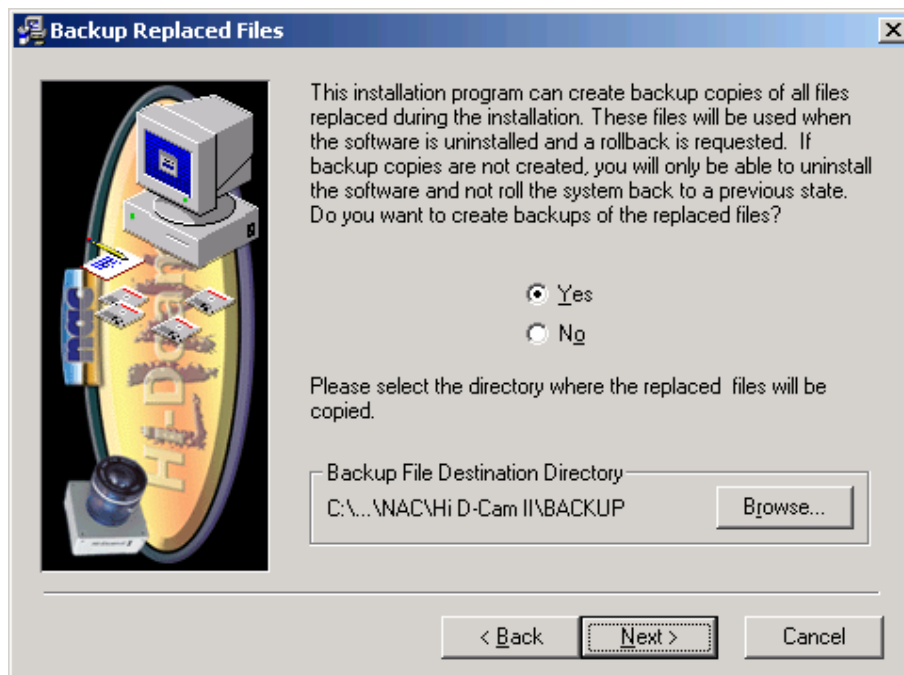 Backup Replaced Files
This installation program can create backup copies of all files
replaced during the installation. These files will be used when
the software is uninstalled and a rollback is requested.  If
backup copies are not created, you will only be able to uninstall
the software and not roll the system back to a previous state.
Do you want to create backups of the replaced files?
Yes
No
Please select the directory where the replaced  files will be
copied.
Backup File Destination Directory
C:\...\NAC\Hi D-Cam II\BACKUP
Browse...
< Back
Next >
Cancel
nac
Hi-Dcam